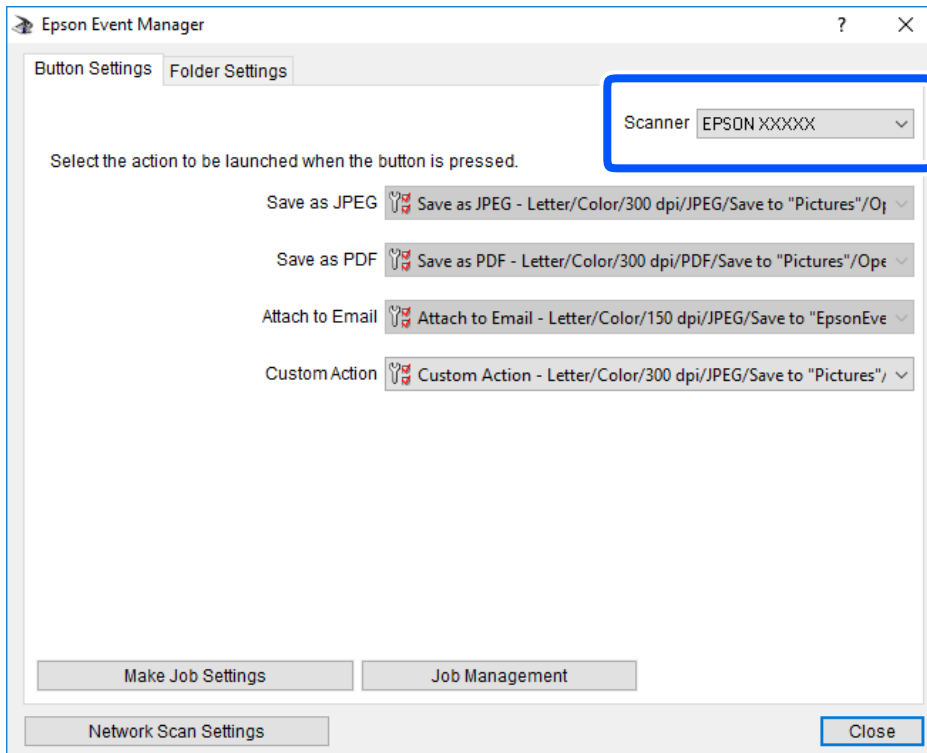 Epson Event Manager
Button Settings Folder Settings
Scanner EPSON XXXXX
Select the action to be launched when the button is pressed.
Save as JPEG Save as JPEG - Letter/Color/300 dpi/JPEG/Save to "Pictures"/Op
Save as PDF Save as PDF - Letter/Color/300 dpi/PDF/Save to "Pictures"/Ope
Attach to Email Attach to Email - Letter/Color/150 dpi/JPEG/Save to "EpsonEve
Custom Action Custom Action - Letter/Color/300 dpi/JPEG/Save to "Pictures"/
Make Job Settings Job Management
Network Scan Settings Close